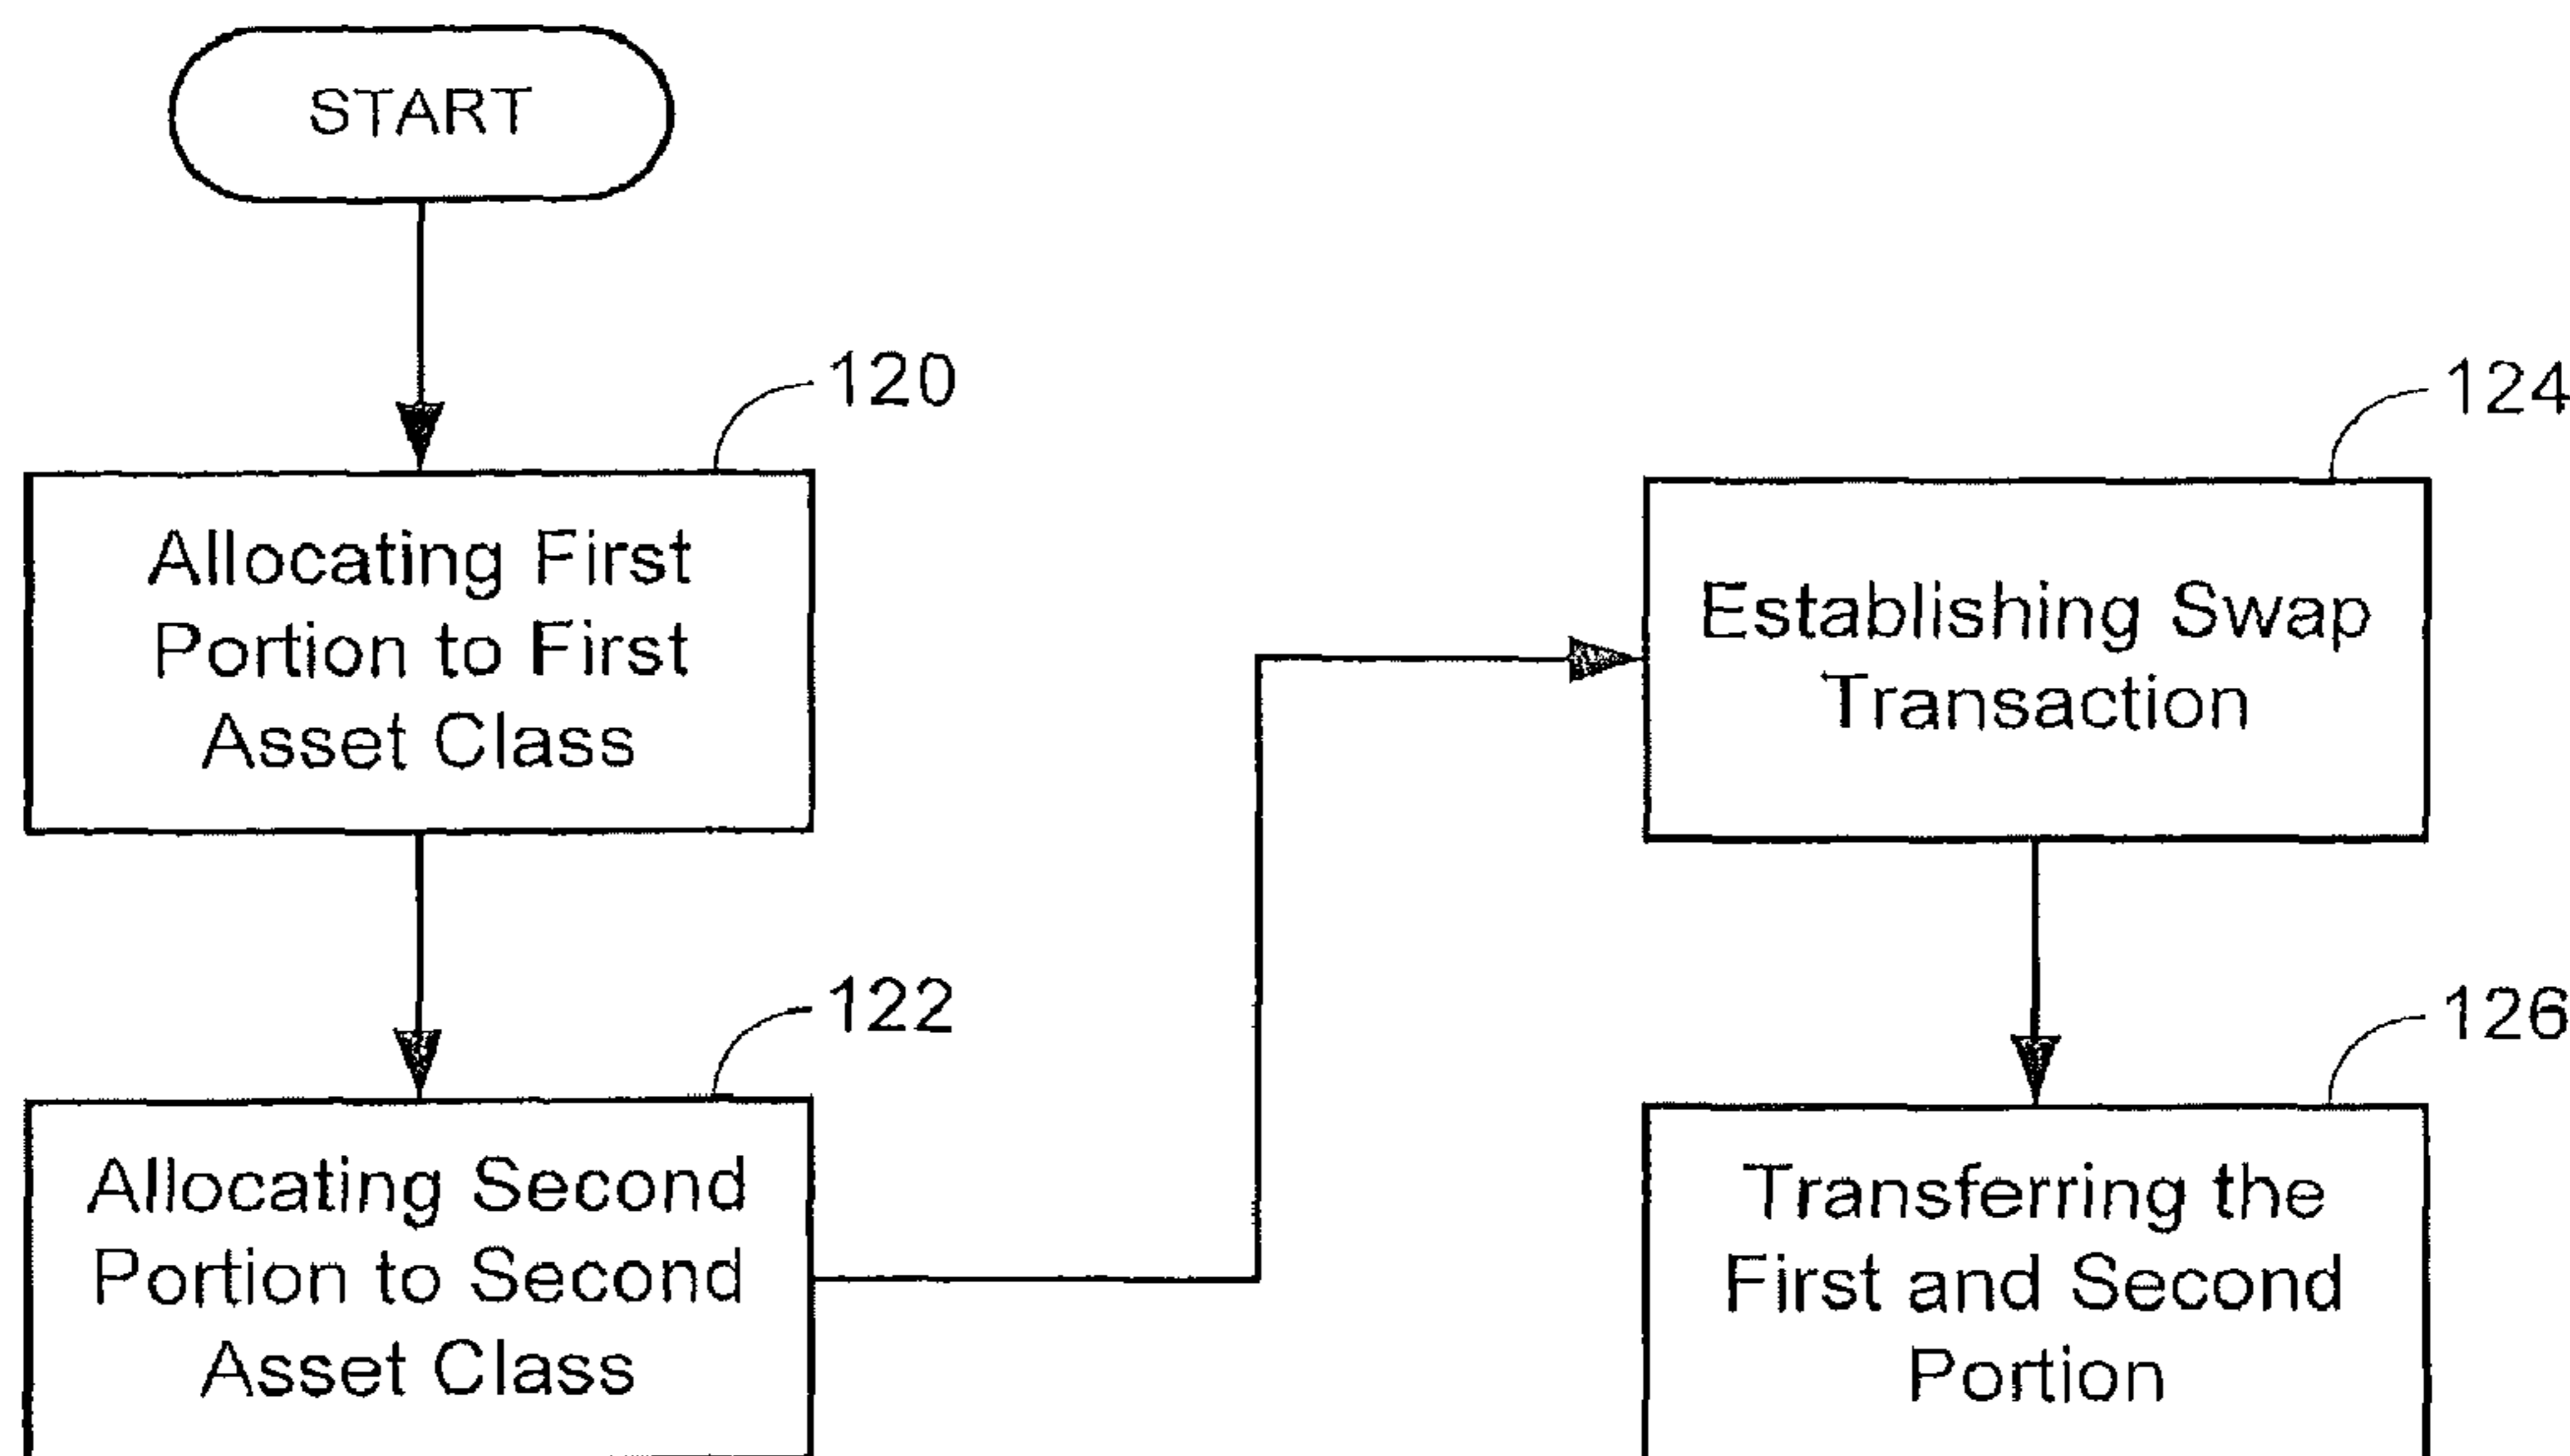 START
120
Allocating First
Portion to First
Asset Class
122
Allocating Second
Portion to Second
Asset Class
124
Establishing Swap
Transaction
126
Transferring the
First and Second
Portion